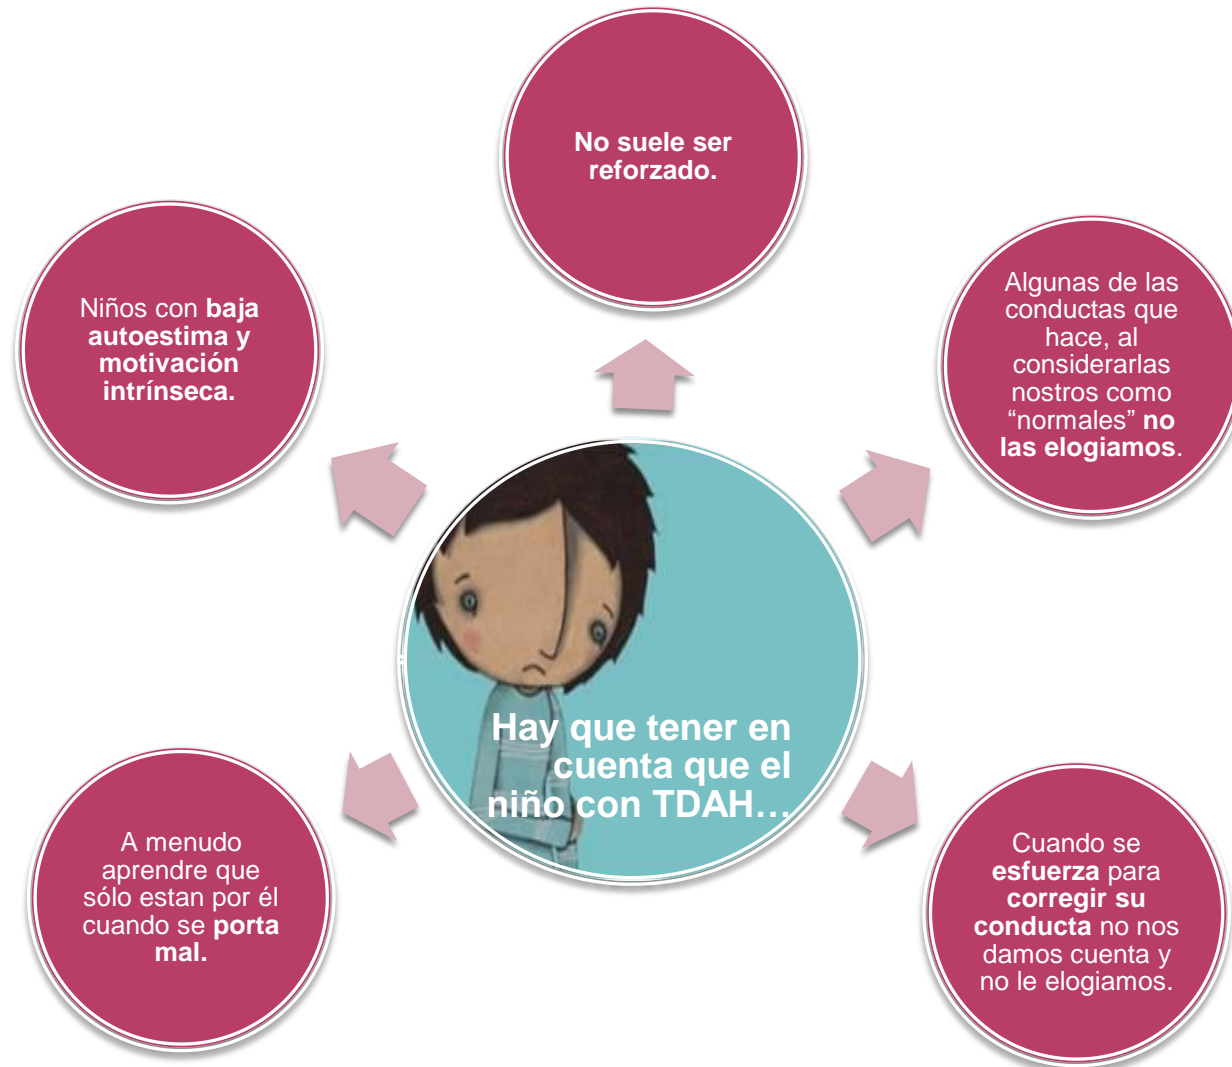 No suele ser
reforzado.
Algunas de las
conductas que
hace, al
considerarlas
nostros como
“normales” no
las elogiamos.
Cuando se
esfuerza para
corregir su
conducta no nos
damos cuenta y
no le elogiamos.
A menudo
aprendre que
sólo estan por él
cuando se porta
mal.
Niños con baja
autoestima y
motivación
intrínseca.
Hay que tener en
cuenta que el
niño con TDAH…